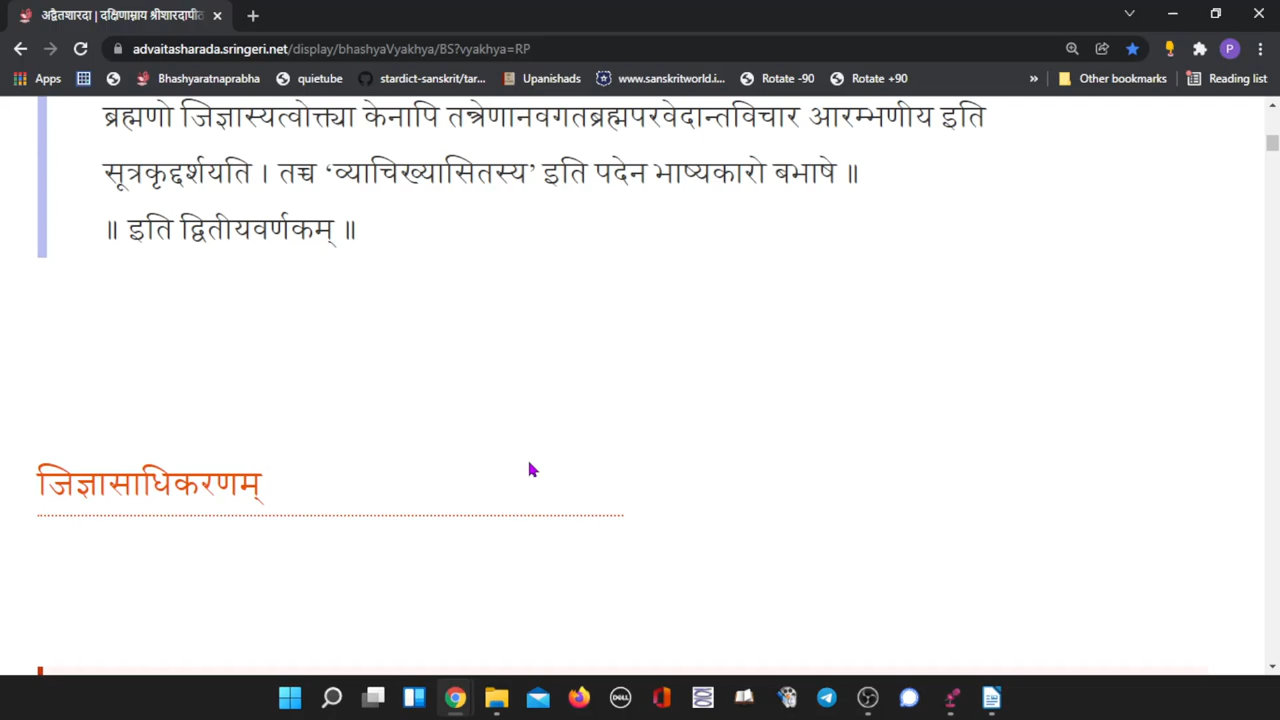 अद्वैतशारदा | दक्षिणाम्नाय श्रीशारदापीठ
advaitasharada.sringeri.net/display/bhashyaVyakhya/BS?vyakhya=RP
P
Apps
Bhashyaratnaprabha
quietube
stardict-sanskrit/tar...
Upanishads
www.sanskritworld.i...
Rotate -90
Rotate +90
»
Other bookmarks
Reading list
ब्रह्मणो जिज्ञास्यत्वोक्त्या केनापि तन्त्रेणानवगतब्रह्मपरवेदान्तविचार आरम्भणीय इति
सूत्रकृद्दर्शयति । तच्च ‘व्याचिख्यासितस्य’ इति पदेन भाष्यकारो बभाषे ॥
॥ इति द्वितीयवर्णकम् ॥
जिज्ञासाधिकरणम्
DELL